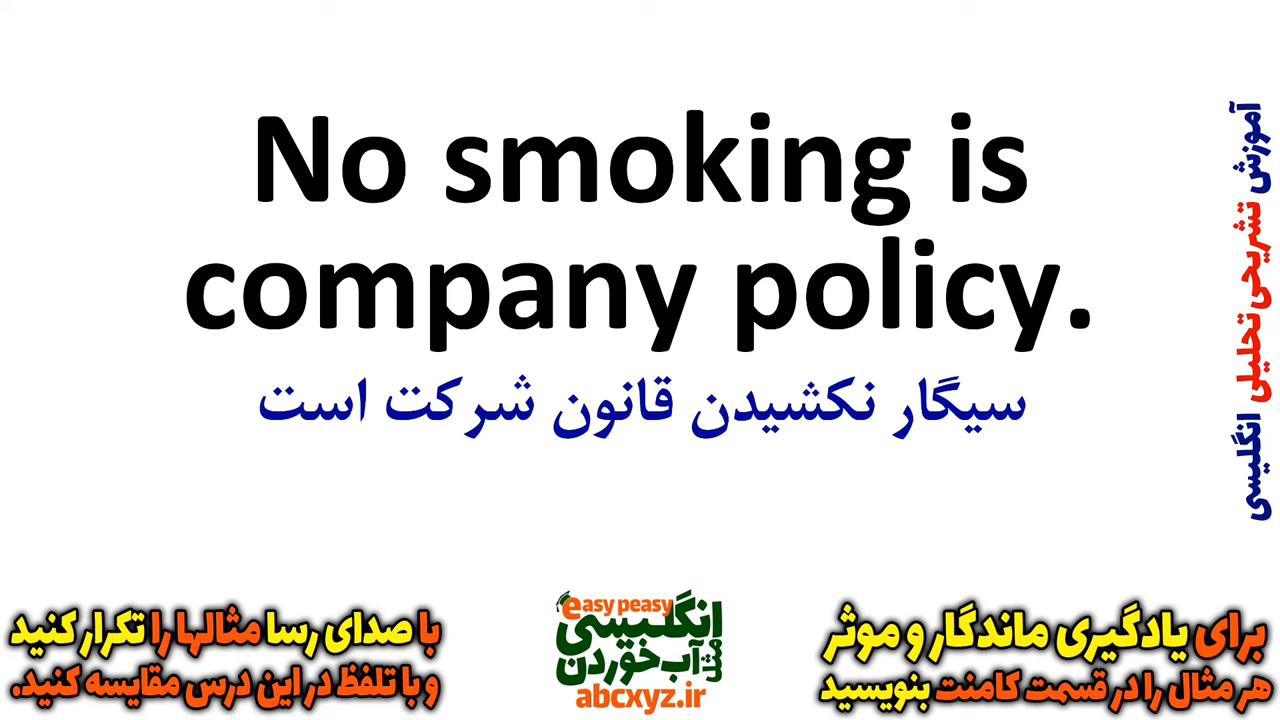 No smoking is
company policy.
سیگار نکشیدن قانون شرکت است
آموزش تشریحی تحلیلی انگلیسی
برای یادگیری ماندگار و موثر
هر مثال را در قسمت کامنت بنویسید
easy peasy
انگلیسی
مثل آب خوردن
abcxyz.ir
با صدای رسا مثالها را تکرار کنید
و با تلفظ در این درس مقایسه کنید.